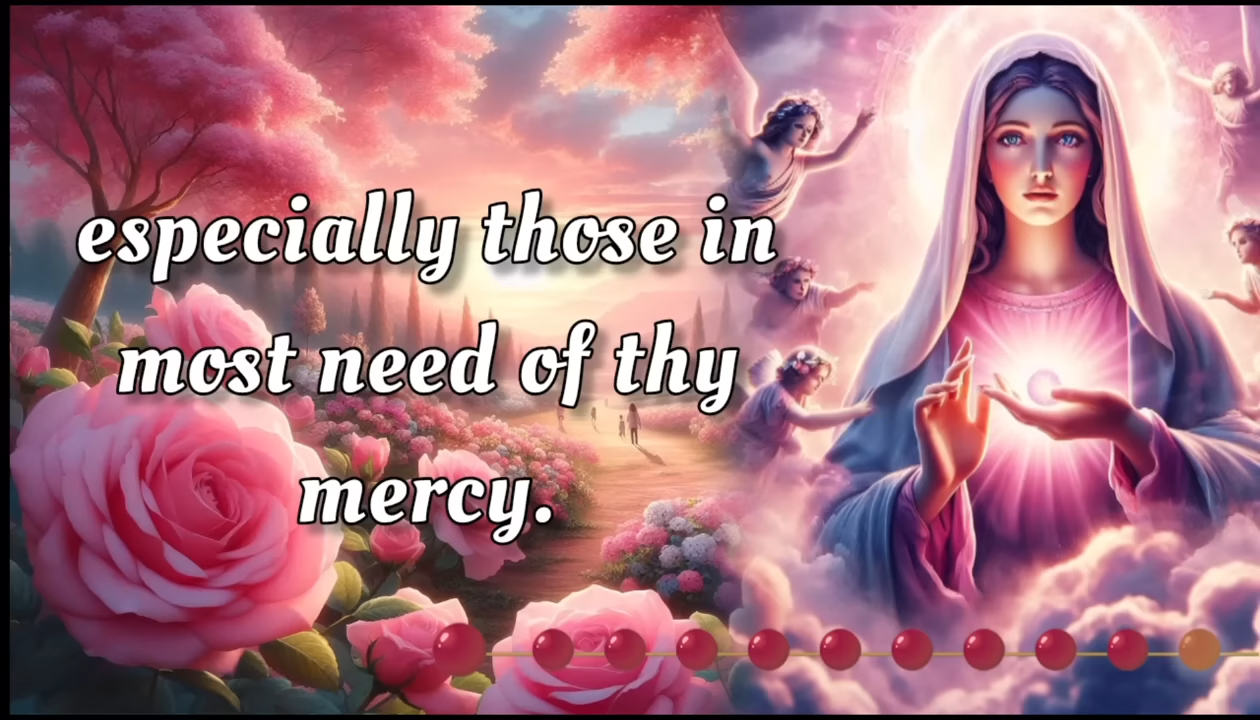 especially those in
most need of thy
mercy.